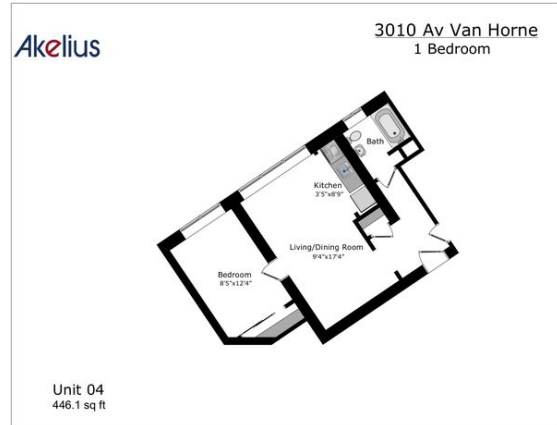 Akelius
3010 Av Van Horne
1 Bedroom
Bath
Kitchen
3'5"x8'9"
Living/Dining Room
9'4"x17'4"
Bedroom
8'5"x12'4"
Unit 04
446.1 sq ft